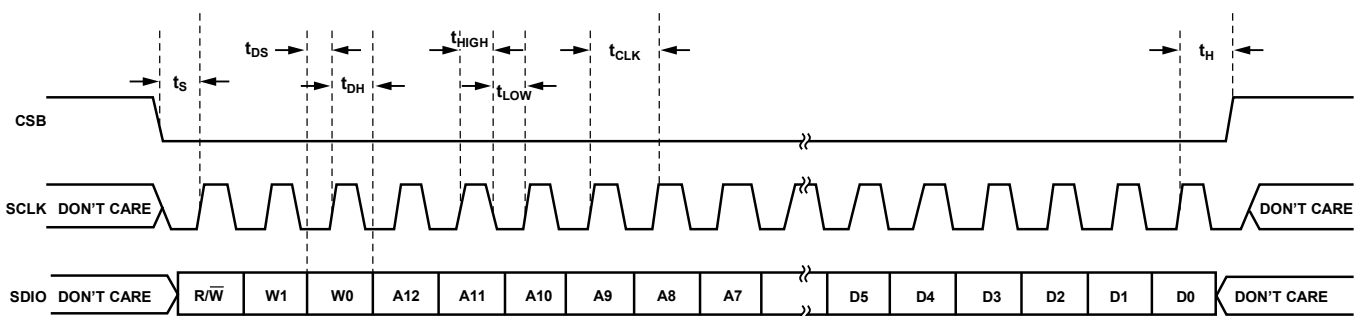 tDS
tHIGH
tCLK
tH
tS
tDH
tLOW
CSB
SCLK DON'T CARE DON'T CARE
SDIO DON'T CARE R/W̅ W1 W0 A12 A11 A10 A9 A8 A7 D5 D4 D3 D2 D1 D0 DON'T CARE